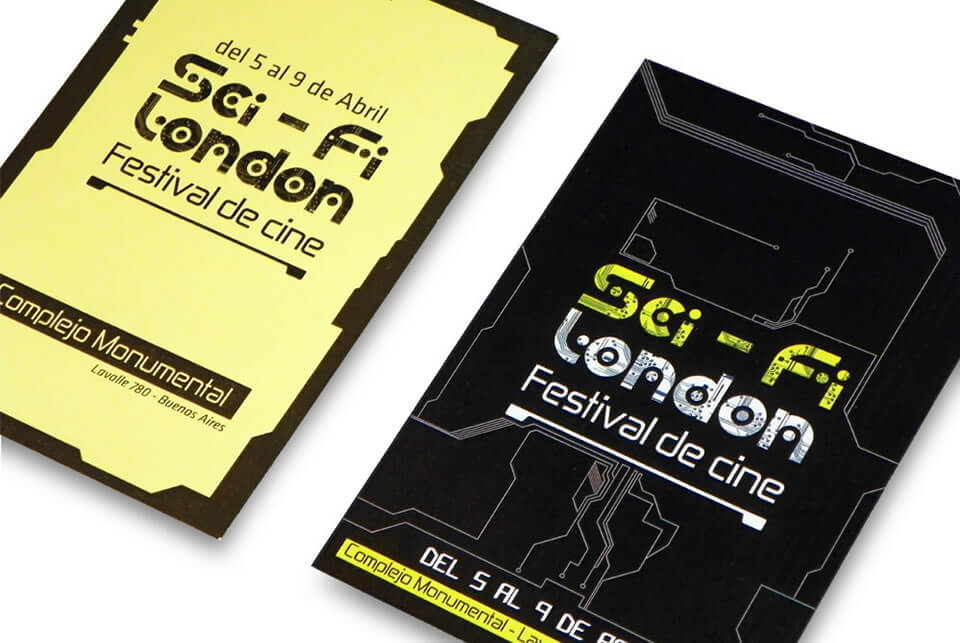 del 5 al 9 de Abril
Sci - Fi
London
Festival de cine
Complejo Monumental
Lavalle 780 - Buenos Aires
Sci - Fi
London
Festival de cine
DEL 5 AL 9 DE
Complejo Monumental -